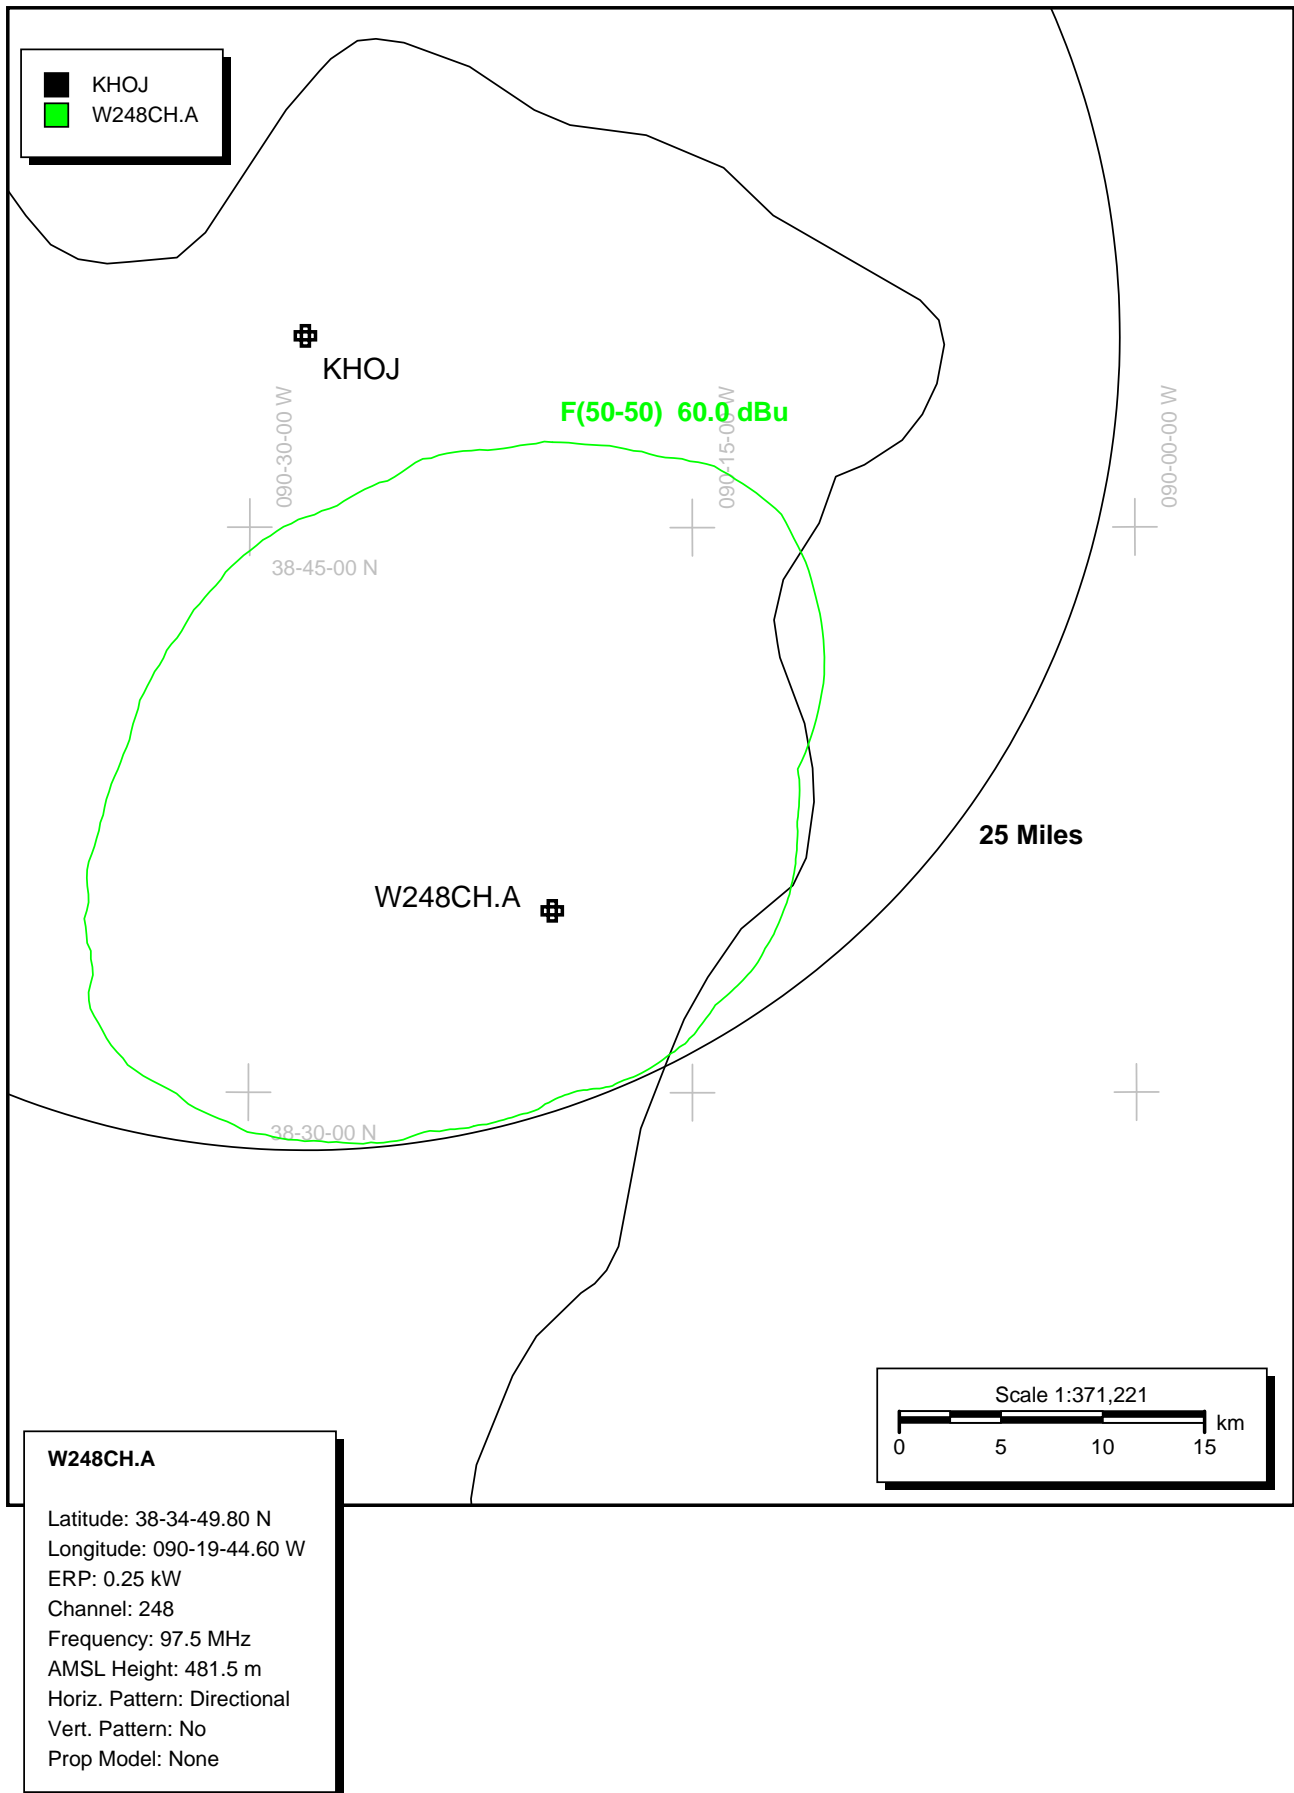 KHOJ
W248CH.A
KHOJ
F(50-50)  60.0 dBu
090-30-00 W
090-15-00 W
090-00-00 W
38-45-00 N
25 Miles
W248CH.A
38-30-00 N
Scale 1:371,221
km
0 5 10 15
W248CH.A
Latitude: 38-34-49.80 N
Longitude: 090-19-44.60 W
ERP: 0.25 kW
Channel: 248
Frequency: 97.5 MHz
AMSL Height: 481.5 m
Horiz. Pattern: Directional
Vert. Pattern: No
Prop Model: None